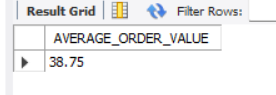 Result Grid Filter Rows:
AVERAGE_ORDER_VALUE
38.75